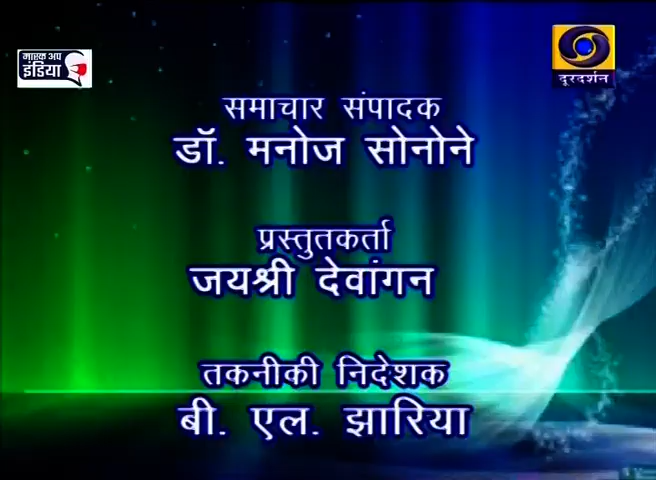 मास्क अप
इंडिया
दूरदर्शन
समाचार संपादक
डॉ. मनोज सोनोने
प्रस्तुतकर्ता
जयश्री देवांगन
तकनीकी निदेशक
बी. एल. झारिया